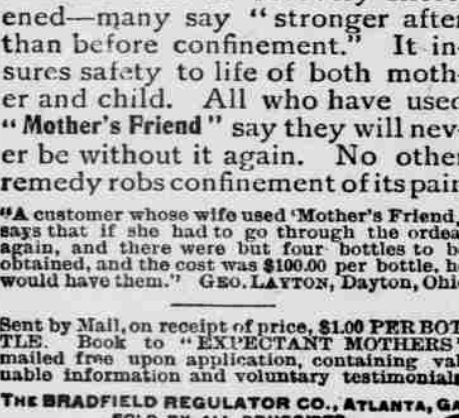 ened—many say "stronger after
than before confinement." It in-
sures safety to life of both moth-
er and child. All who have used
"Mother's Friend" say they will nev-
er be without it again. No other
remedy robs confinement of its pain
"A customer whose wife used 'Mother's Friend,'
says that if she had to go through the ordeal
again, and there were but four bottles to be
obtained, and the cost was $100.00 per bottle, he
would have them." GEO. LAYTON, Dayton, Ohio
Sent by Mail, on receipt of price, $1.00 PER BOT-
TLE. Book to "EXPECTANT MOTHERS"
mailed free upon application, containing val-
uable information and voluntary testimonials
THE BRADFIELD REGULATOR CO., ATLANTA, GA
SOLD BY ALL DRUGGISTS